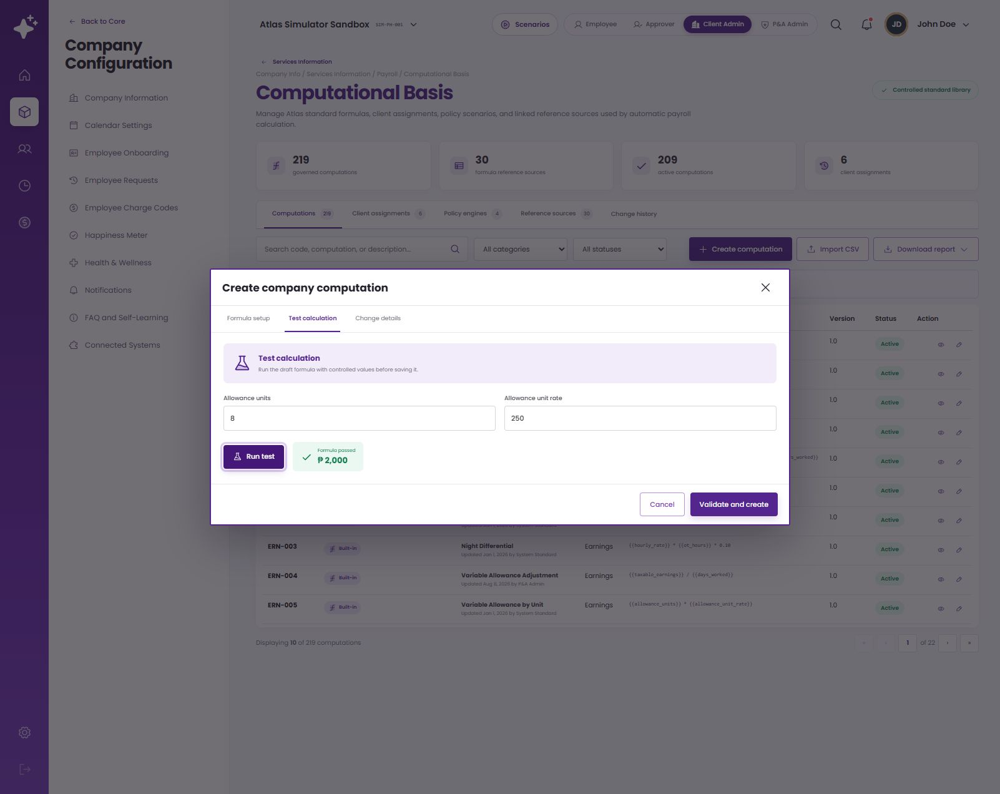 Back to Core
Company
Configuration
Company Information
Calendar Settings
Employee Onboarding
Employee Requests
Employee Charge Codes
Happiness Meter
Health & Wellness
Notifications
FAQ and Self-Learning
Connected Systems
Atlas Simulator Sandbox SIM-PH-001
Scenarios
Employee
Approver
Client Admin
P&A Admin
JD
John Doe
Services Information
Company Info / Services Information / Payroll / Computational Basis
Computational Basis
Controlled standard library
Manage Atlas standard formulas, client assignments, policy scenarios, and linked reference sources used by automatic payroll
calculation.
219
governed computations
30
formula reference sources
209
active computations
6
client assignments
Computations 219
Client assignments 6
Policy engines 4
Reference sources 30
Change history
Search code, computation, or description...
All categories
All statuses
Create computation
Import CSV
Download report
Create company computation
Formula setup
Test calculation
Change details
Test calculation
Run the draft formula with controlled values before saving it.
Allowance units
8
Allowance unit rate
250
Run test
Formula passed
₱ 2,000
Cancel
Validate and create
Version Status Action
1.0 Active
1.0 Active
1.0 Active
1.0 Active
s_worked}} 1.0 Active
1.0 Active
1.0 Active
ERN-003 Built-in Night Differential Earnings {{hourly_rate}} * {{ot_hours}} * 0.10 1.0 Active
Updated Jan 1, 2026 by System Standard
ERN-004 Built-in Variable Allowance Adjustment Earnings {{taxable_earnings}} / {{days_worked}} 1.0 Active
Updated Aug 8, 2026 by P&A Admin
ERN-005 Built-in Variable Allowance by Unit Earnings {{allowance_units}} * {{allowance_unit_rate}} 1.0 Active
Updated Jan 1, 2026 by System Standard
Displaying 10 of 219 computations
« ‹ 1 of 22 › »